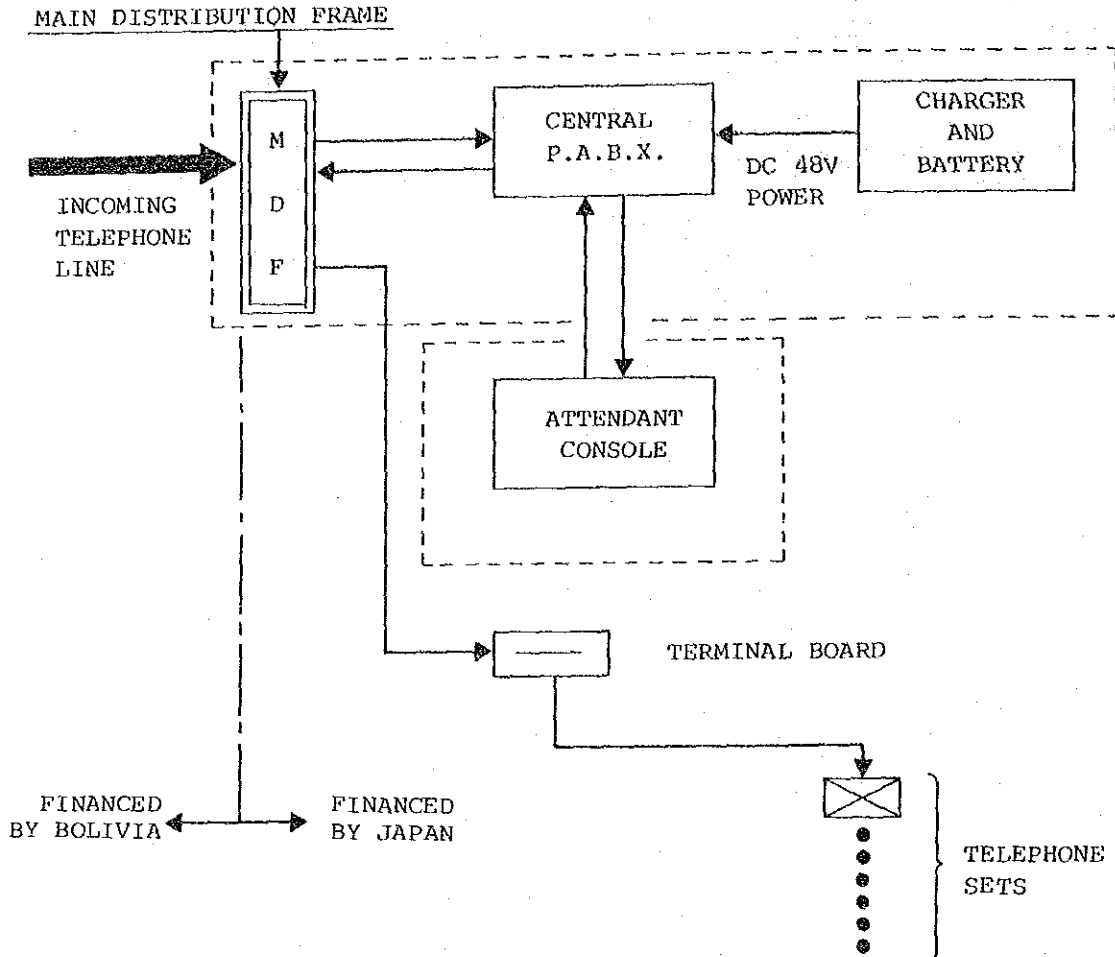 MAIN DISTRIBUTION FRAME
M
D
F
INCOMING
TELEPHONE
LINE
CENTRAL
P.A.B.X.
DC 48V
POWER
CHARGER
AND
BATTERY
ATTENDANT
CONSOLE
TERMINAL BOARD
FINANCED
BY BOLIVIA
FINANCED
BY JAPAN
TELEPHONE
SETS